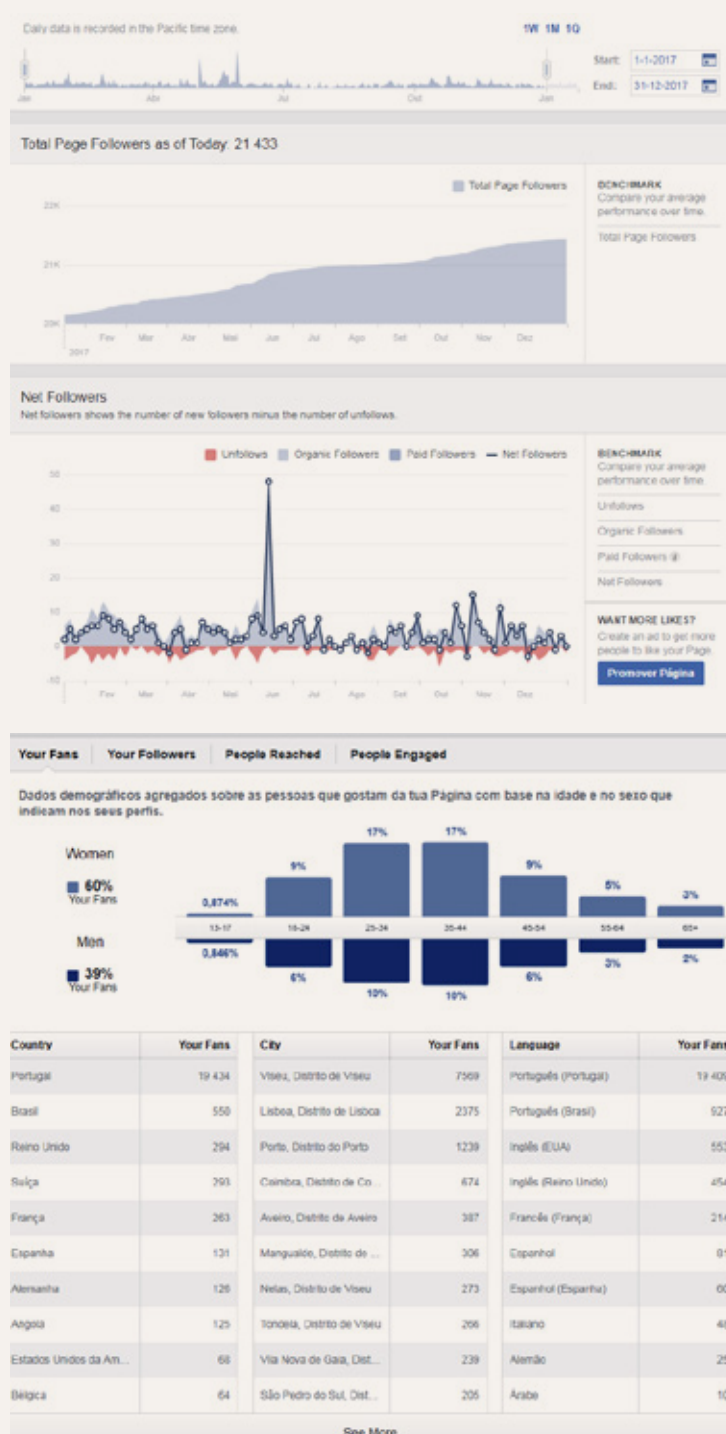 Daily data is recorded in the Pacific time zone.
1W 1M 1Q
Start: 1-1-2017
End: 31-12-2017
Jan Abr Jul Out Jan
Total Page Followers as of Today: 21 433
Total Page Followers
BENCHMARK
Compare your average
performance over time.
Total Page Followers
22K
21K
20K
Fev Mar Abr Mai Jun Jul Ago Set Out Nov Dez
2017
Net Followers
Net followers shows the number of new followers minus the number of unfollows.
Unfollows Organic Followers Paid Followers Net Followers
BENCHMARK
Compare your average
performance over time.
Unfollows
Organic Followers
Paid Followers
Net Followers
WANT MORE LIKES?
Create an ad to get more
people to like your Page.
Promover Página
50
30
20
10
0
-10
Fev Mar Abr Mai Jun Jul Ago Set Out Nov Dez
Your Fans Your Followers People Reached People Engaged
Dados demográficos agregados sobre as pessoas que gostam da tua Página com base na idade e no sexo que
indicam nos seus perfis.
Women
60%
Your Fans
0,874% 9% 17% 17% 9% 5% 3%
13-17 18-24 25-34 35-44 45-54 55-64 65+
Men
39%
Your Fans
0,846% 6% 10% 10% 6% 3% 2%
Country Your Fans City Your Fans Language Your Fans
Portugal 19 434 Viseu, Distrito de Viseu 7569 Português (Portugal) 19 409
Brasil 550 Lisboa, Distrito de Lisboa 2375 Português (Brasil) 927
Reino Unido 294 Porto, Distrito do Porto 1239 Inglês (EUA) 553
Suíça 293 Coimbra, Distrito de Co... 674 Inglês (Reino Unido) 454
França 263 Aveiro, Distrito de Aveiro 387 Francês (França) 214
Espanha 131 Mangualde, Distrito de ... 306 Espanhol 81
Alemanha 126 Nelas, Distrito de Viseu 273 Espanhol (Espanha) 60
Angola 125 Tondela, Distrito de Viseu 266 Italiano 48
Estados Unidos da Am... 68 Vila Nova de Gaia, Dist... 239 Alemão 25
Bélgica 64 São Pedro do Sul, Dist... 205 Árabe 10
See More